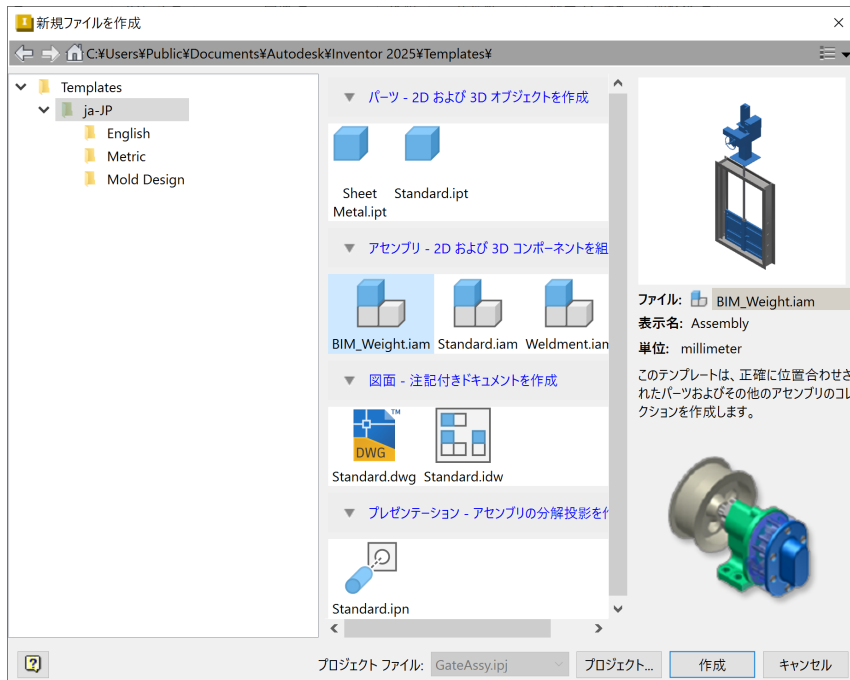 新規ファイルを作成
C:¥Users¥Public¥Documents¥Autodesk¥Inventor 2025¥Templates¥
Templates
ja-JP
English
Metric
Mold Design
パーツ - 2D および 3D オブジェクトを作成
Sheet
Metal.ipt
Standard.ipt
アセンブリ - 2D および 3D コンポーネントを組
BIM_Weight.iam
Standard.iam
Weldment.iam
図面 - 注記付きドキュメントを作成
TM
DWG
Standard.dwg
Standard.idw
プレゼンテーション - アセンブリの分解投影を作
Standard.ipn
ファイル: BIM_Weight.iam
表示名: Assembly
単位: millimeter
このテンプレートは、正確に位置合わせさ
れたパーツおよびその他のアセンブリのコレ
クションを作成します。
プロジェクト ファイル: GateAssy.ipj
プロジェクト...
作成
キャンセル